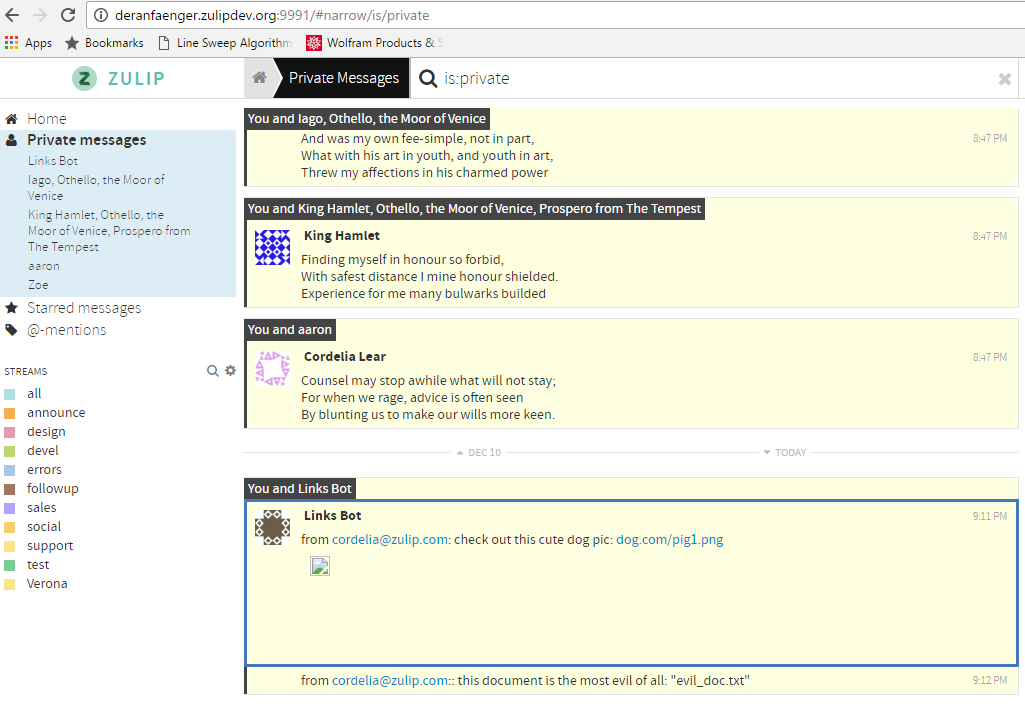 deranfaenger.zulipdev.org:9991/#narrow/is/private
Apps Bookmarks Line Sweep Algorithm Wolfram Products &
Z ZULIP
Private Messages is:private
Home
Private messages
Links Bot
Iago, Othello, the Moor of
Venice
King Hamlet, Othello, the
Moor of Venice, Prospero from
The Tempest
aaron
Zoe
Starred messages
@-mentions
STREAMS
all
announce
design
devel
errors
followup
sales
social
support
test
Verona
You and Iago, Othello, the Moor of Venice
And was my own fee-simple, not in part, 8:47 PM
What with his art in youth, and youth in art,
Threw my affections in his charmed power
You and King Hamlet, Othello, the Moor of Venice, Prospero from The Tempest
King Hamlet 8:47 PM
Finding myself in honour so forbid,
With safest distance I mine honour shielded.
Experience for me many bulwarks builded
You and aaron
Cordelia Lear 8:47 PM
Counsel may stop awhile what will not stay;
For when we rage, advice is often seen
By blunting us to make our wills more keen.
DEC 10 TODAY
You and Links Bot
Links Bot 9:11 PM
from cordelia@zulip.com: check out this cute dog pic: dog.com/pig1.png
from cordelia@zulip.com:: this document is the most evil of all: "evil_doc.txt" 9:12 PM